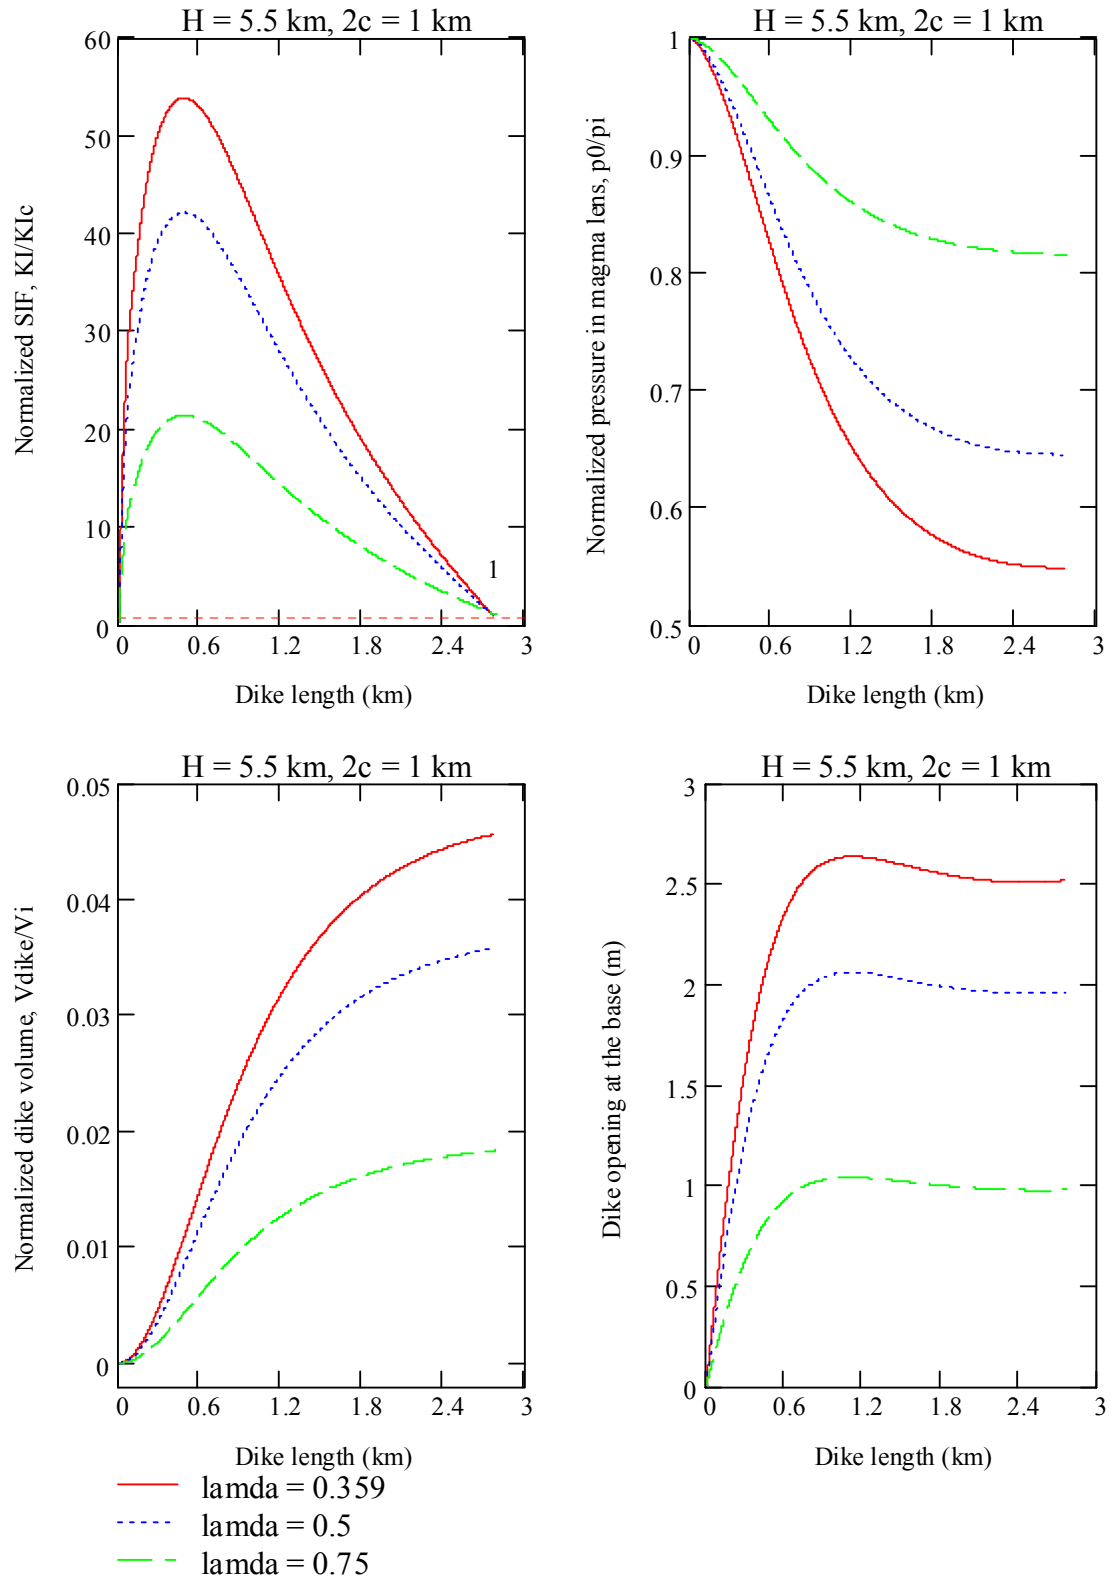 H = 5.5 km, 2c = 1 km
Normalized SIF, KI/KIc
60
50
40
30
20
10
0
1
0 0.6 1.2 1.8 2.4 3
Dike length (km)
H = 5.5 km, 2c = 1 km
Normalized pressure in magma lens, p0/pi
1
0.9
0.8
0.7
0.6
0.5
0 0.6 1.2 1.8 2.4 3
Dike length (km)
H = 5.5 km, 2c = 1 km
Normalized dike volume, Vdike/Vi
0.05
0.04
0.03
0.02
0.01
0
0 0.6 1.2 1.8 2.4 3
Dike length (km)
H = 5.5 km, 2c = 1 km
Dike opening at the base (m)
3
2.5
2
1.5
1
0.5
0
0 0.6 1.2 1.8 2.4 3
Dike length (km)
lamda = 0.359
lamda = 0.5
lamda = 0.75